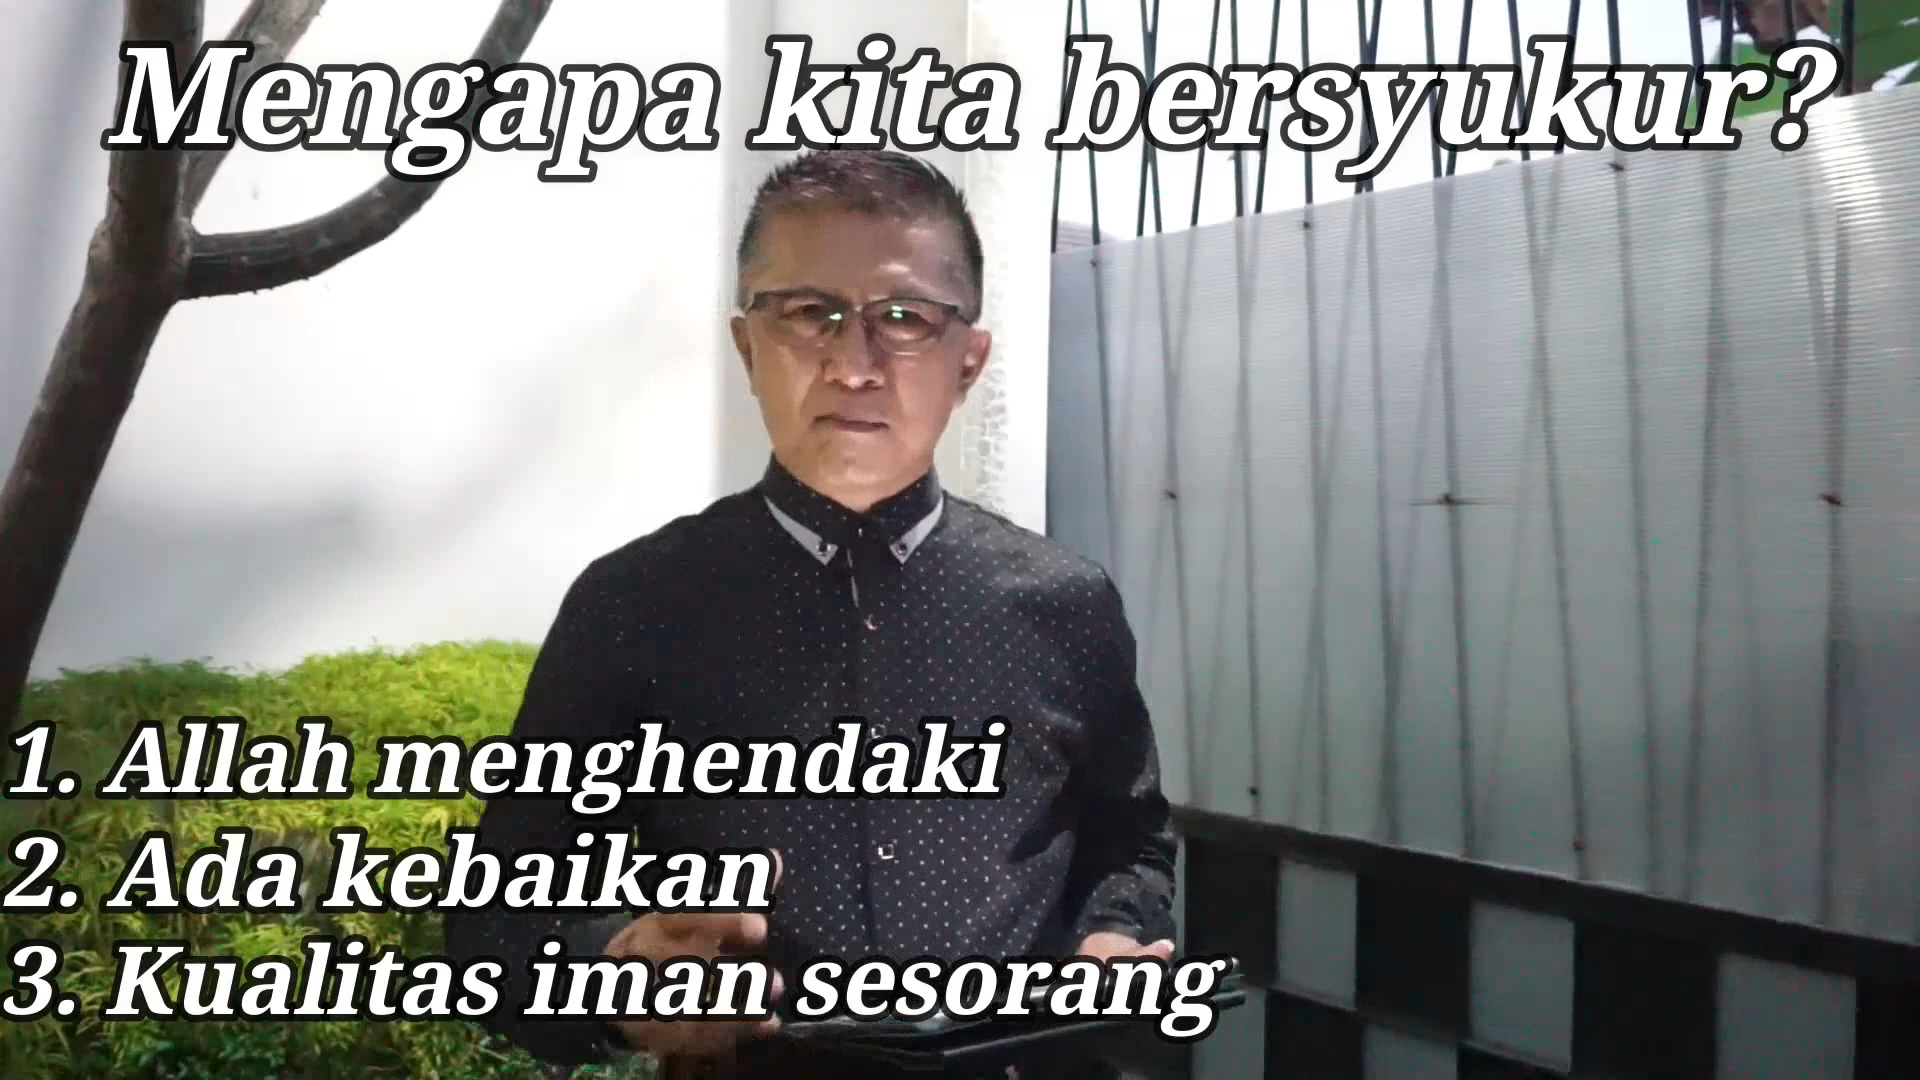 Mengapa kita bersyukur?
1. Allah menghendaki
2. Ada kebaikan
3. Kualitas iman sesorang